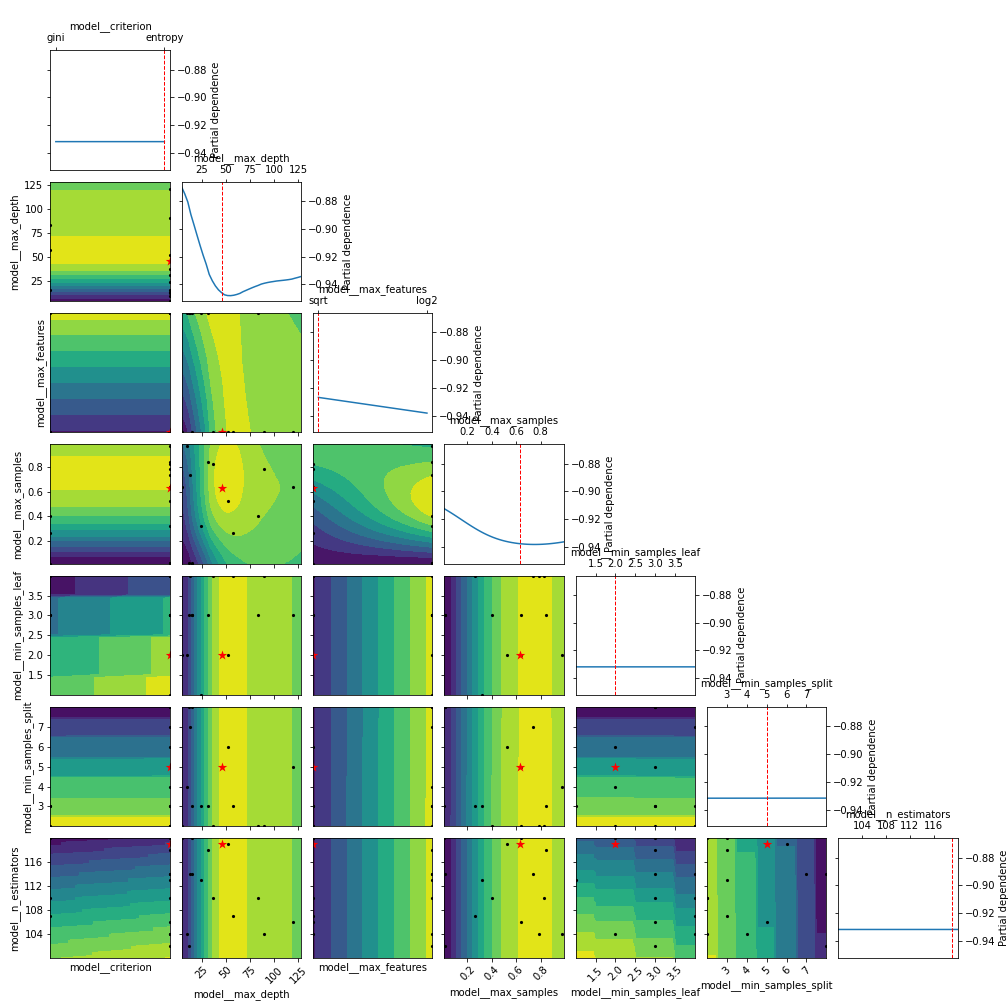 model__criterion
gini entropy
−0.88
−0.90
−0.92
−0.94
Partial dependence
model__max_depth
25 50 75 100 125
125
100
75
50
25
model__max_depth
−0.88
−0.90
−0.92
−0.94
Partial dependence
model__max_features
sqrt log2
model__max_features
−0.88
−0.90
−0.92
−0.94
Partial dependence
model__max_samples
0.2 0.4 0.6 0.8
0.8
0.6
0.4
0.2
model__max_samples
−0.88
−0.90
−0.92
−0.94
Partial dependence
model__min_samples_leaf
1.5 2.0 2.5 3.0 3.5
3.5
3.0
2.5
2.0
1.5
model__min_samples_leaf
−0.88
−0.90
−0.92
−0.94
Partial dependence
model__min_samples_split
3 4 5 6 7
7
6
5
4
3
model__min_samples_split
−0.88
−0.90
−0.92
−0.94
Partial dependence
model__n_estimators
104 108 112 116
116
112
108
104
model__n_estimators
−0.88
−0.90
−0.92
−0.94
Partial dependence
model__criterion
25 50 75 100 125
model__max_depth
model__max_features
0.2 0.4 0.6 0.8
model__max_samples
1.5 2.0 2.5 3.0 3.5
model__min_samples_leaf
3 4 5 6 7
model__min_samples_split